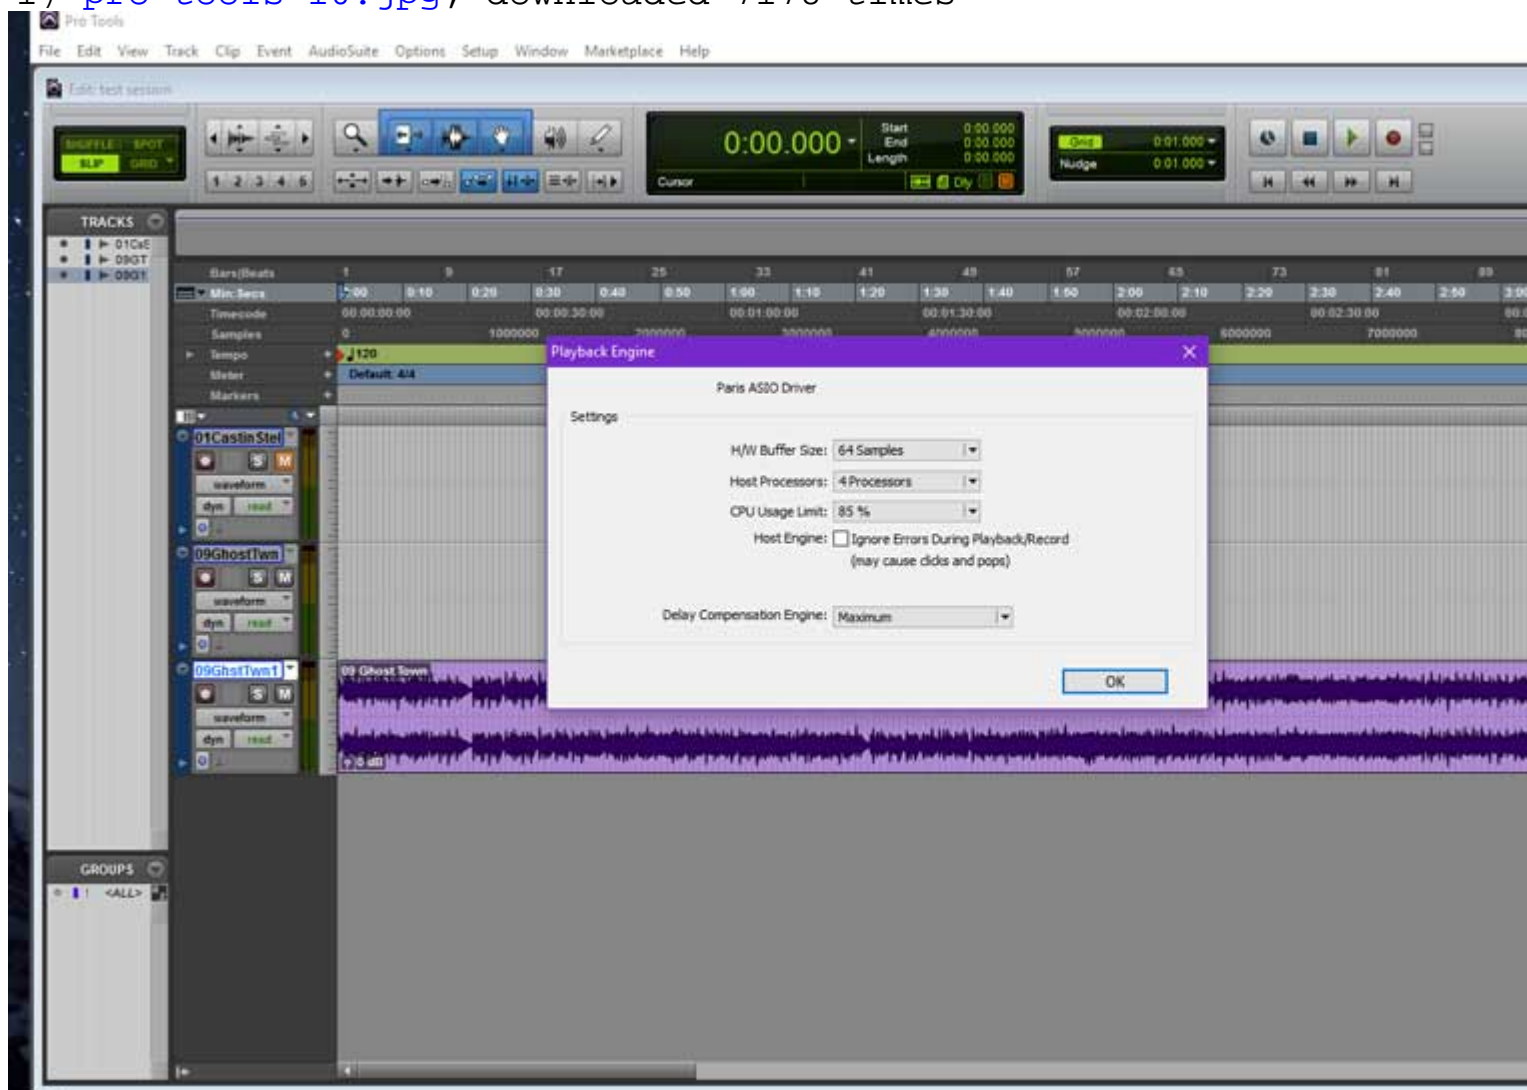 Pro Tools
File Edit View Track Clip Event AudioSuite Options Setup Window Marketplace Help
Edit: test session
SHUFFLE SPOT
SLIP GRID
1 2 3 4 5
0:00.000
Start 0:00.000
End 0:00.000
Length 0:00.000
Cursor
Dly
Grid 0:01.000
Nudge 0:01.000
TRACKS
01CsS
09GT
09G1
Bars|Beats 1 9 17 25 33 41 49 57 65 73 81 89
Min:Secs 0:10 0:20 0:30 0:40 0:50 1:00 1:10 1:20 1:30 1:40 1:50 2:00 2:10 2:20 2:30 2:40 2:50
Timecode 00:00:00:00 00:00:30:00 00:01:00:00 00:01:30:00 00:02:00:00 00:02:30:00
Samples 0 1000000 2000000 3000000 4000000 5000000 6000000 7000000
Tempo 120
Meter Default: 4/4
Markers
Playback Engine
Paris ASIO Driver
Settings
H/W Buffer Size: 64 Samples
Host Processors: 4 Processors
CPU Usage Limit: 85 %
Host Engine: Ignore Errors During Playback/Record
(may cause clicks and pops)
Delay Compensation Engine: Maximum
OK
01CastinStel
S M
waveform
dyn read
09GhostTwn
S M
waveform
dyn read
09GhstTwn1
S M
waveform
dyn read
09 Ghost Town
0 dB
GROUPS
! <ALL>